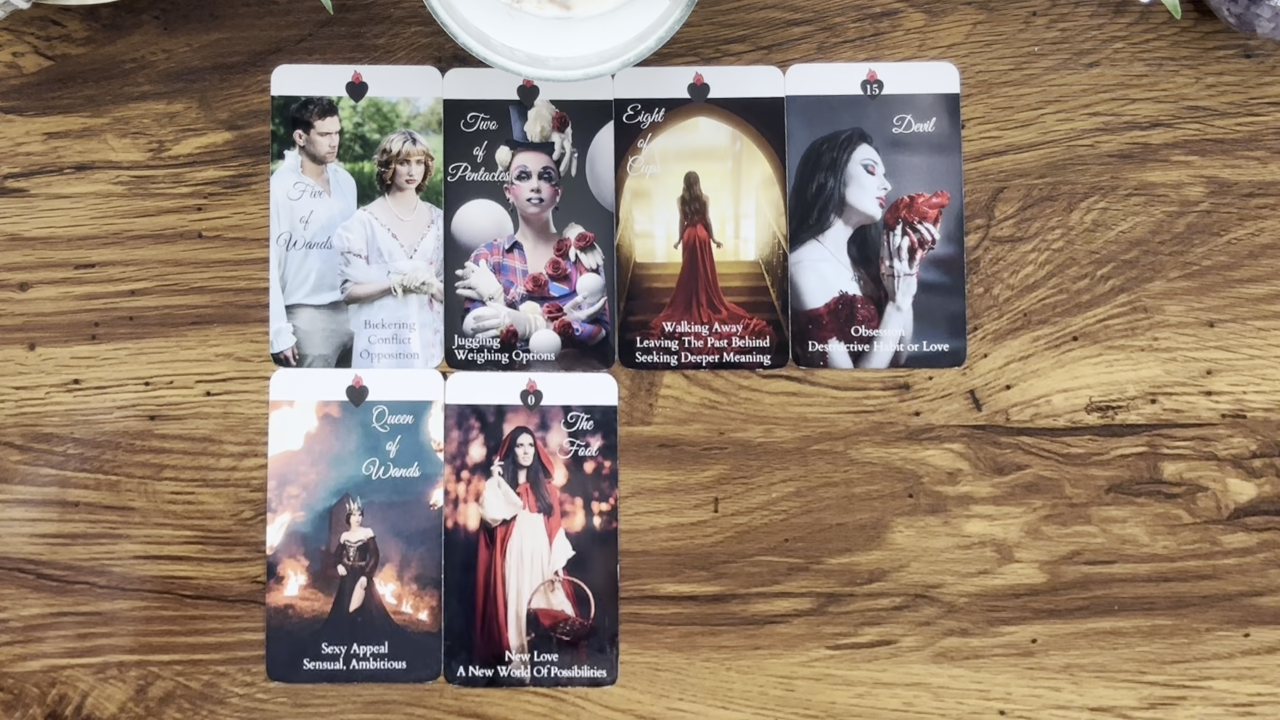 Five
of
Wands
Bickering
Conflict
Opposition
Two
of
Pentacles
Juggling
Weighing Options
Eight
of
Cups
Walking Away
Leaving The Past Behind
Seeking Deeper Meaning
15
Devil
Obsession
Destructive Habit or Love
Queen
of
Wands
Sexy Appeal
Sensual, Ambitious
0
The
Fool
New Love
A New World Of Possibilities